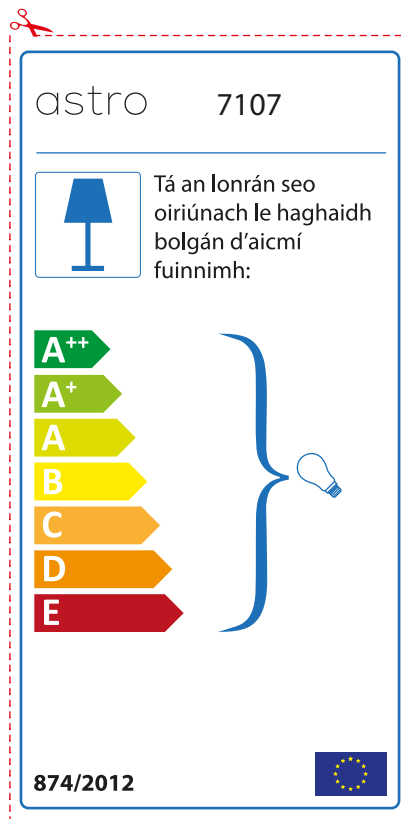 astro 7107
Tá an lonrán seo
oiriúnach le haghaidh
bolgán d'aicmí
fuinnimh:
A++
A+
A
B
C
D
E
874/2012